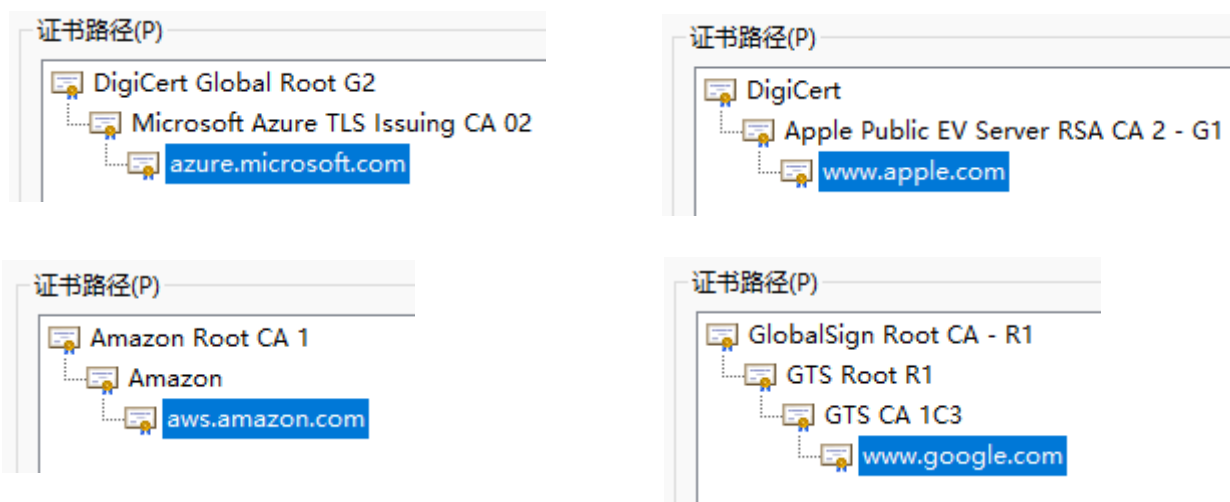 证书路径(P)
DigiCert Global Root G2
Microsoft Azure TLS Issuing CA 02
azure.microsoft.com
证书路径(P)
DigiCert
Apple Public EV Server RSA CA 2 - G1
www.apple.com
证书路径(P)
Amazon Root CA 1
Amazon
aws.amazon.com
证书路径(P)
GlobalSign Root CA - R1
GTS Root R1
GTS CA 1C3
www.google.com